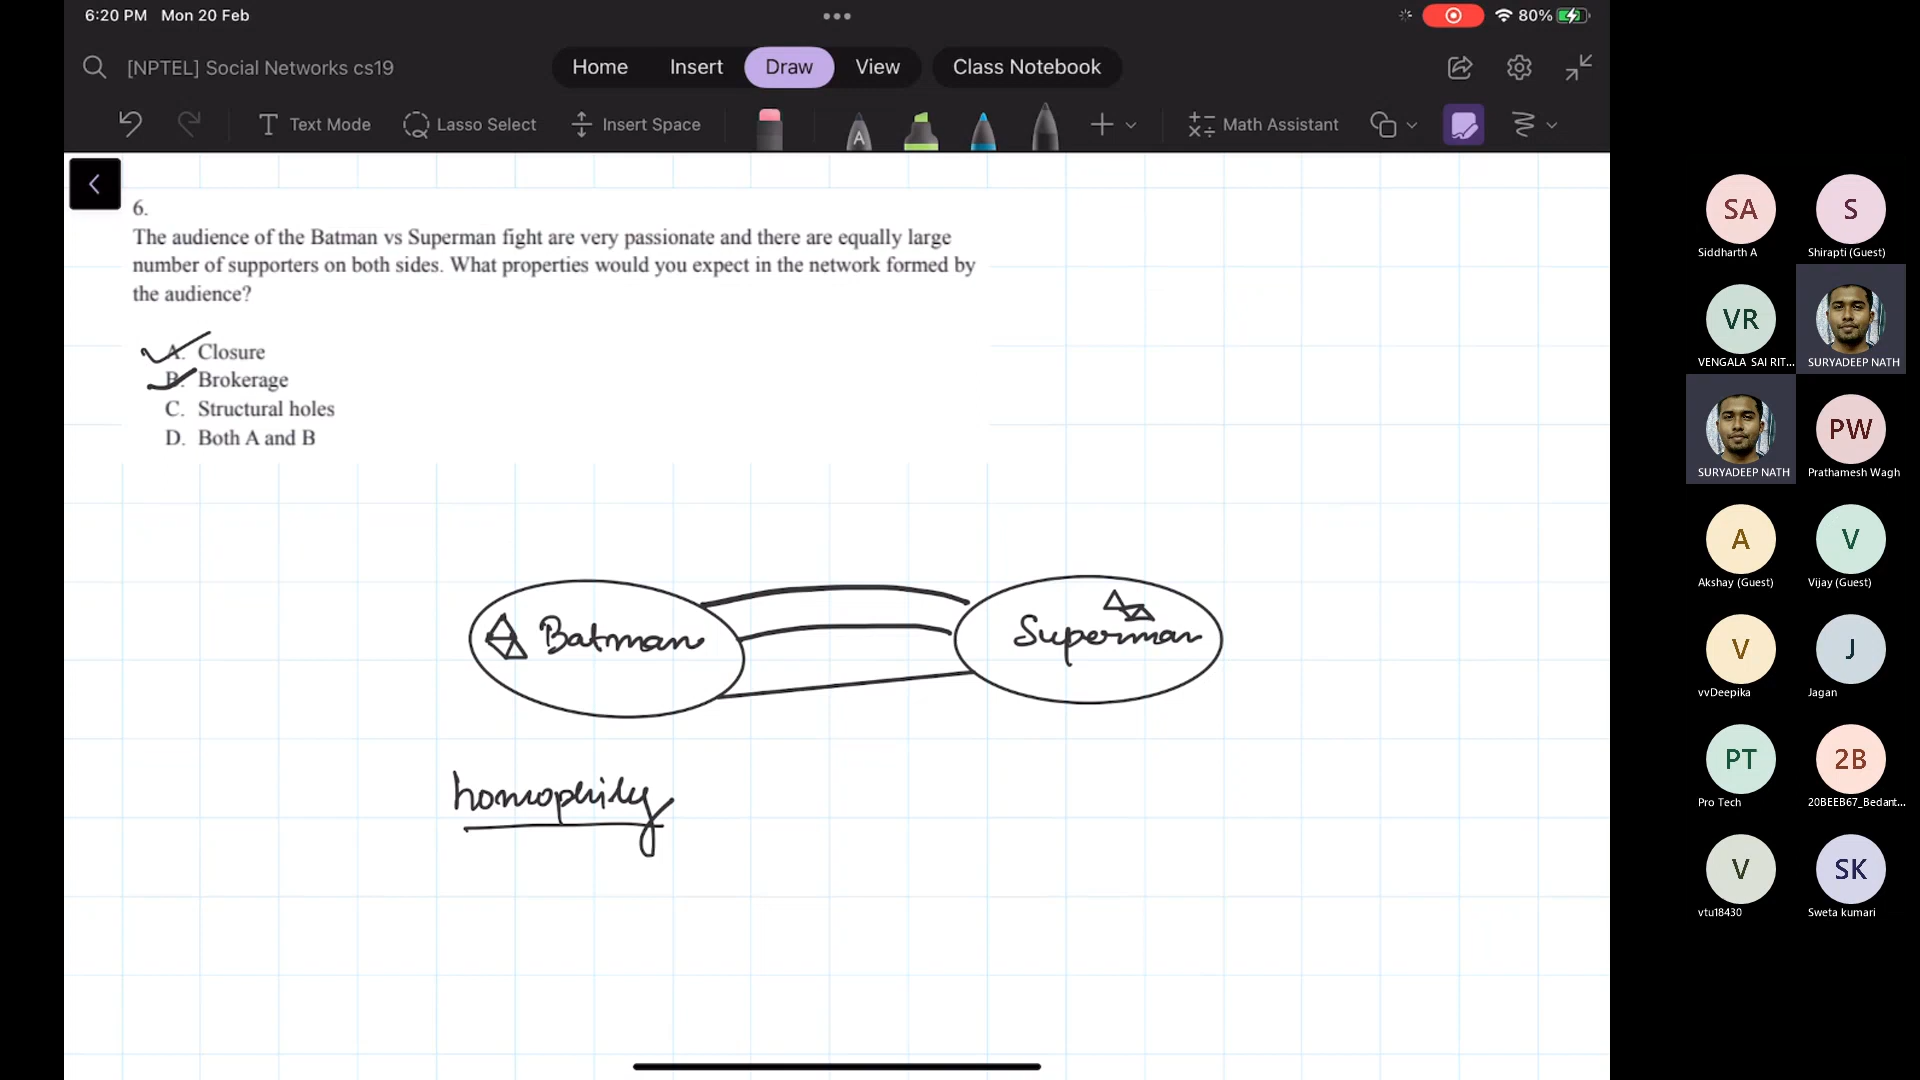 6:20 PM Mon 20 Feb
80%
[NPTEL] Social Networks cs19
Home Insert Draw View Class Notebook
Text Mode Lasso Select Insert Space A Math Assistant
6.
The audience of the Batman vs Superman fight are very passionate and there are equally large
number of supporters on both sides. What properties would you expect in the network formed by
the audience?
A. Closure
B. Brokerage
C. Structural holes
D. Both A and B
Batman
Superman
homophily
SA S
Siddharth A Shirapti (Guest)
VR
VENGALA SAI RIT... SURYADEEP NATH
PW
SURYADEEP NATH Prathamesh Wagh
A V
Akshay (Guest) Vijay (Guest)
V J
vvDeepika Jagan
PT 2B
Pro Tech 20BEEB67_Bedant...
V SK
vtu18430 Sweta kumari